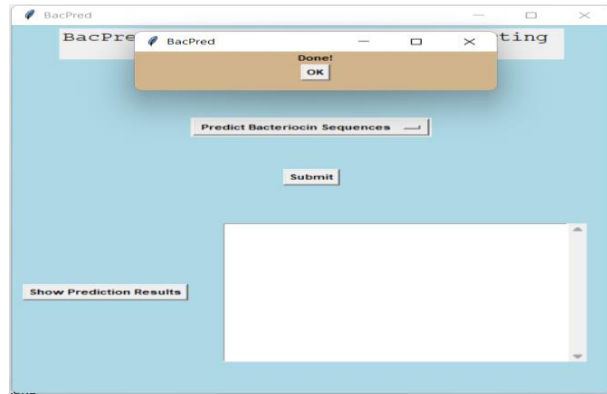 BacPred
BacPre
ting
BacPred
Done!
OK
Predict Bacteriocin Sequences
Submit
Show Prediction Results